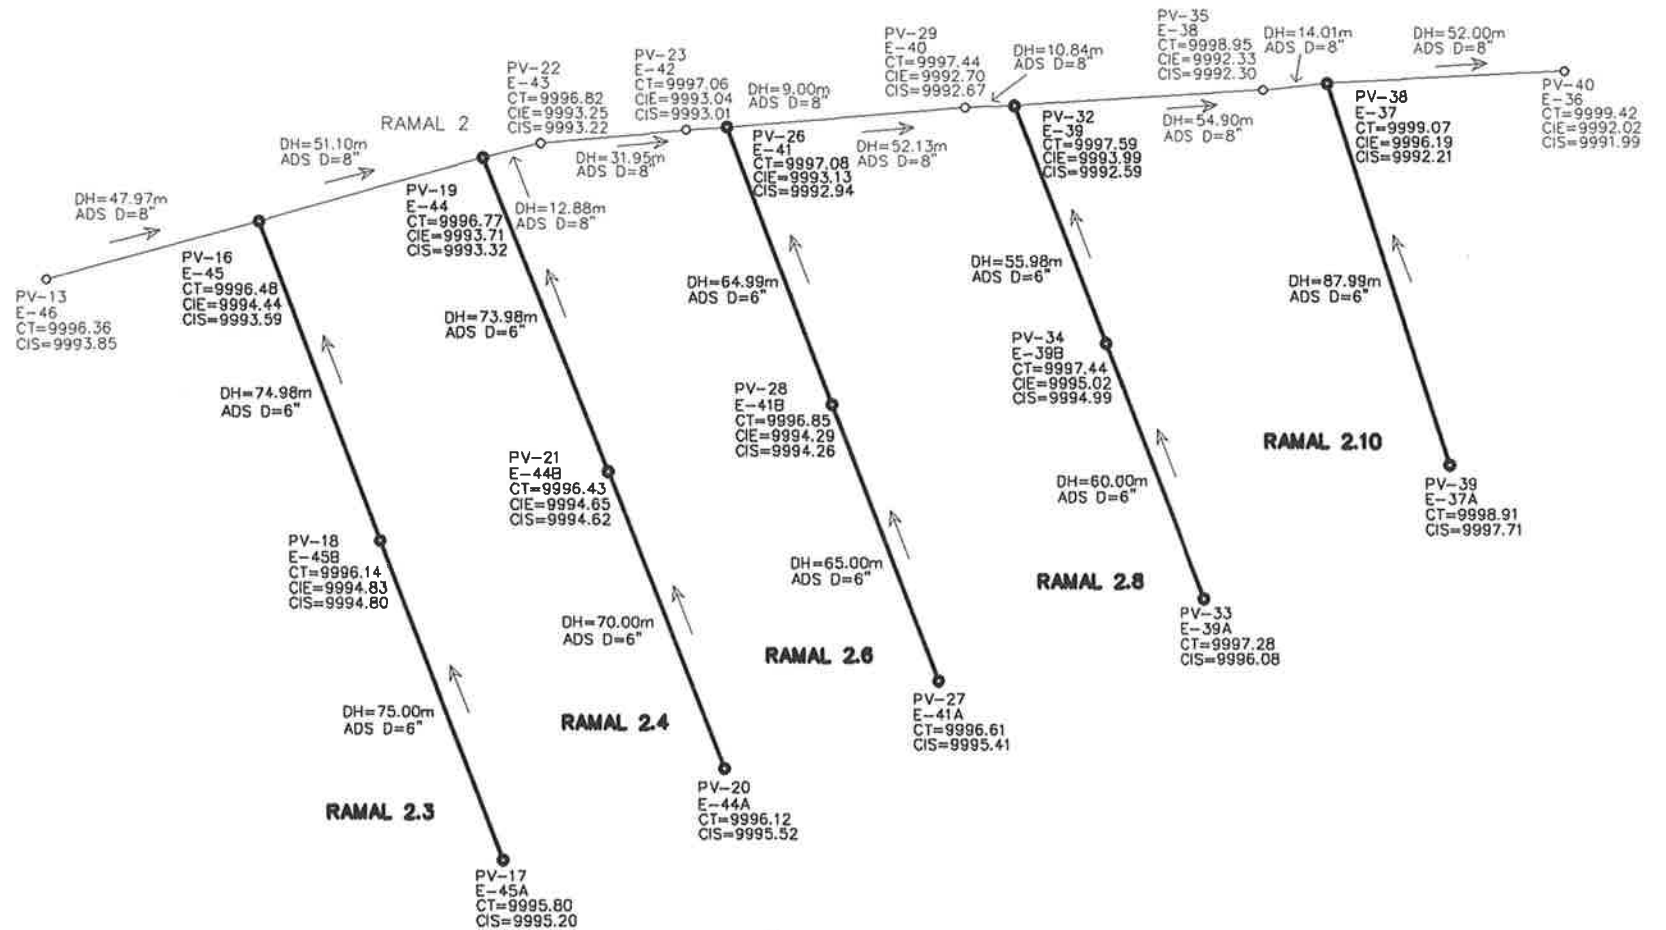 PV-35
E-38
CT=9998.95
CIE=9992.33
CIS=9992.30
DH=14.01m
ADS D=8"
DH=52.00m
ADS D=8"
PV-29
E-40
CT=9997.44
CIE=9992.70
CIS=9992.67
DH=10.84m
ADS D=8"
PV-23
E-42
CT=9997.06
CIE=9993.04
CIS=9993.01
PV-22
E-43
CT=9996.82
CIE=9993.25
CIS=9993.22
DH=9.00m
ADS D=8"
PV-40
E-36
CT=9999.42
CIE=9992.02
CIS=9991.99
PV-38
E-37
CT=9999.07
CIE=9996.19
CIS=9992.21
RAMAL 2
PV-32
E-39
CT=9997.59
CIE=9993.99
CIS=9992.59
DH=54.90m
ADS D=8"
PV-26
E-41
CT=9997.08
CIE=9993.13
CIS=9992.94
DH=52.13m
ADS D=8"
DH=51.10m
ADS D=8"
DH=31.95m
ADS D=8"
PV-19
E-44
CT=9996.77
CIE=9993.71
CIS=9993.32
DH=12.88m
ADS D=8"
DH=47.97m
ADS D=8"
PV-16
E-45
CT=9996.48
CIE=9994.44
CIS=9993.59
PV-13
E-46
CT=9996.36
CIS=9993.85
DH=73.98m
ADS D=6"
DH=64.99m
ADS D=6"
DH=55.98m
ADS D=6"
DH=87.99m
ADS D=6"
PV-34
E-39B
CT=9997.44
CIE=9995.02
CIS=9994.99
DH=74.98m
ADS D=6"
PV-28
E-41B
CT=9996.85
CIE=9994.29
CIS=9994.26
RAMAL 2.10
PV-21
E-44B
CT=9996.43
CIE=9994.65
CIS=9994.62
DH=60.00m
ADS D=6"
PV-39
E-37A
CT=9998.91
CIS=9997.71
PV-18
E-45B
CT=9996.14
CIE=9994.83
CIS=9994.80
DH=65.00m
ADS D=6"
RAMAL 2.8
PV-33
E-39A
CT=9997.28
CIS=9996.08
DH=70.00m
ADS D=6"
RAMAL 2.6
PV-27
E-41A
CT=9996.61
CIS=9995.41
DH=75.00m
ADS D=6"
RAMAL 2.4
PV-20
E-44A
CT=9996.12
CIS=9995.52
RAMAL 2.3
PV-17
E-45A
CT=9995.80
CIS=9995.20